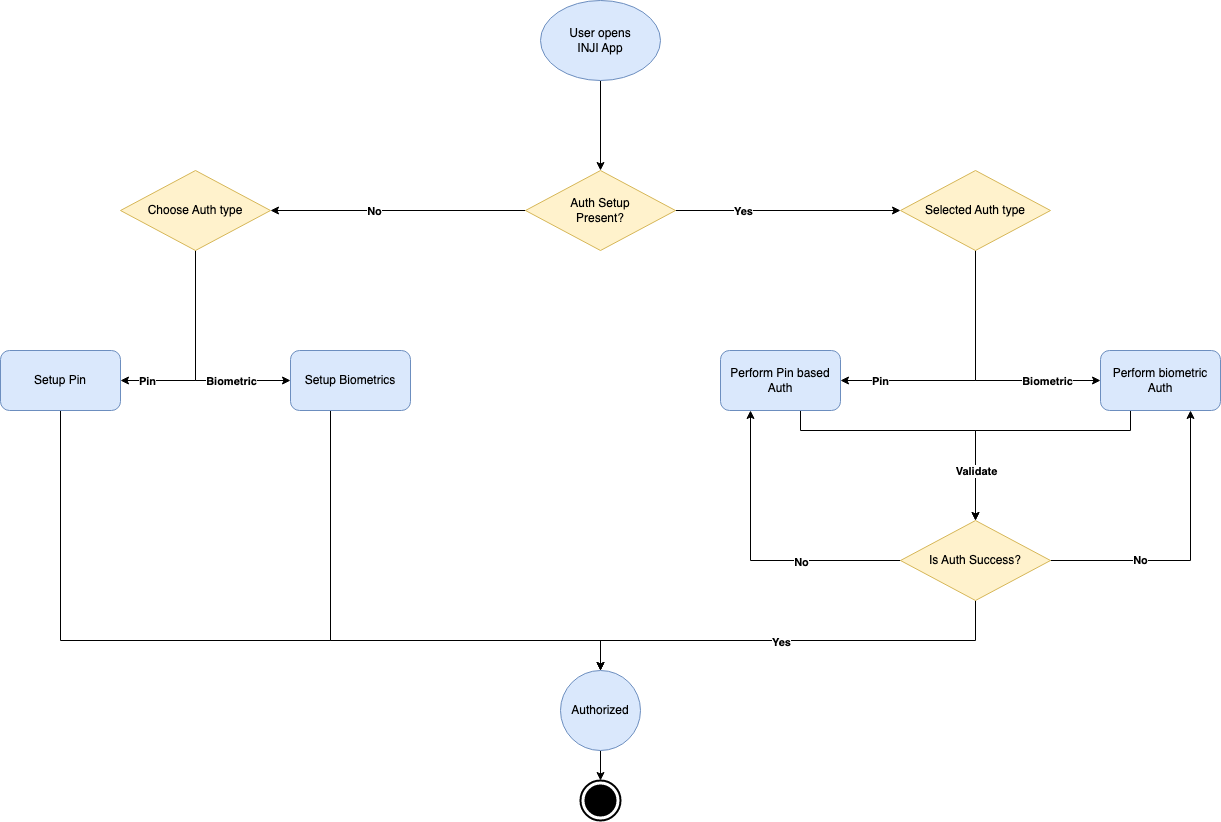 User opens
INJI App
Choose Auth type
No
Auth Setup
Present?
Yes
Selected Auth type
Setup Pin
Pin
Biometric
Setup Biometrics
Perform Pin based
Auth
Pin
Biometric
Perform biometric
Auth
Validate
No
Is Auth Success?
No
Yes
Authorized